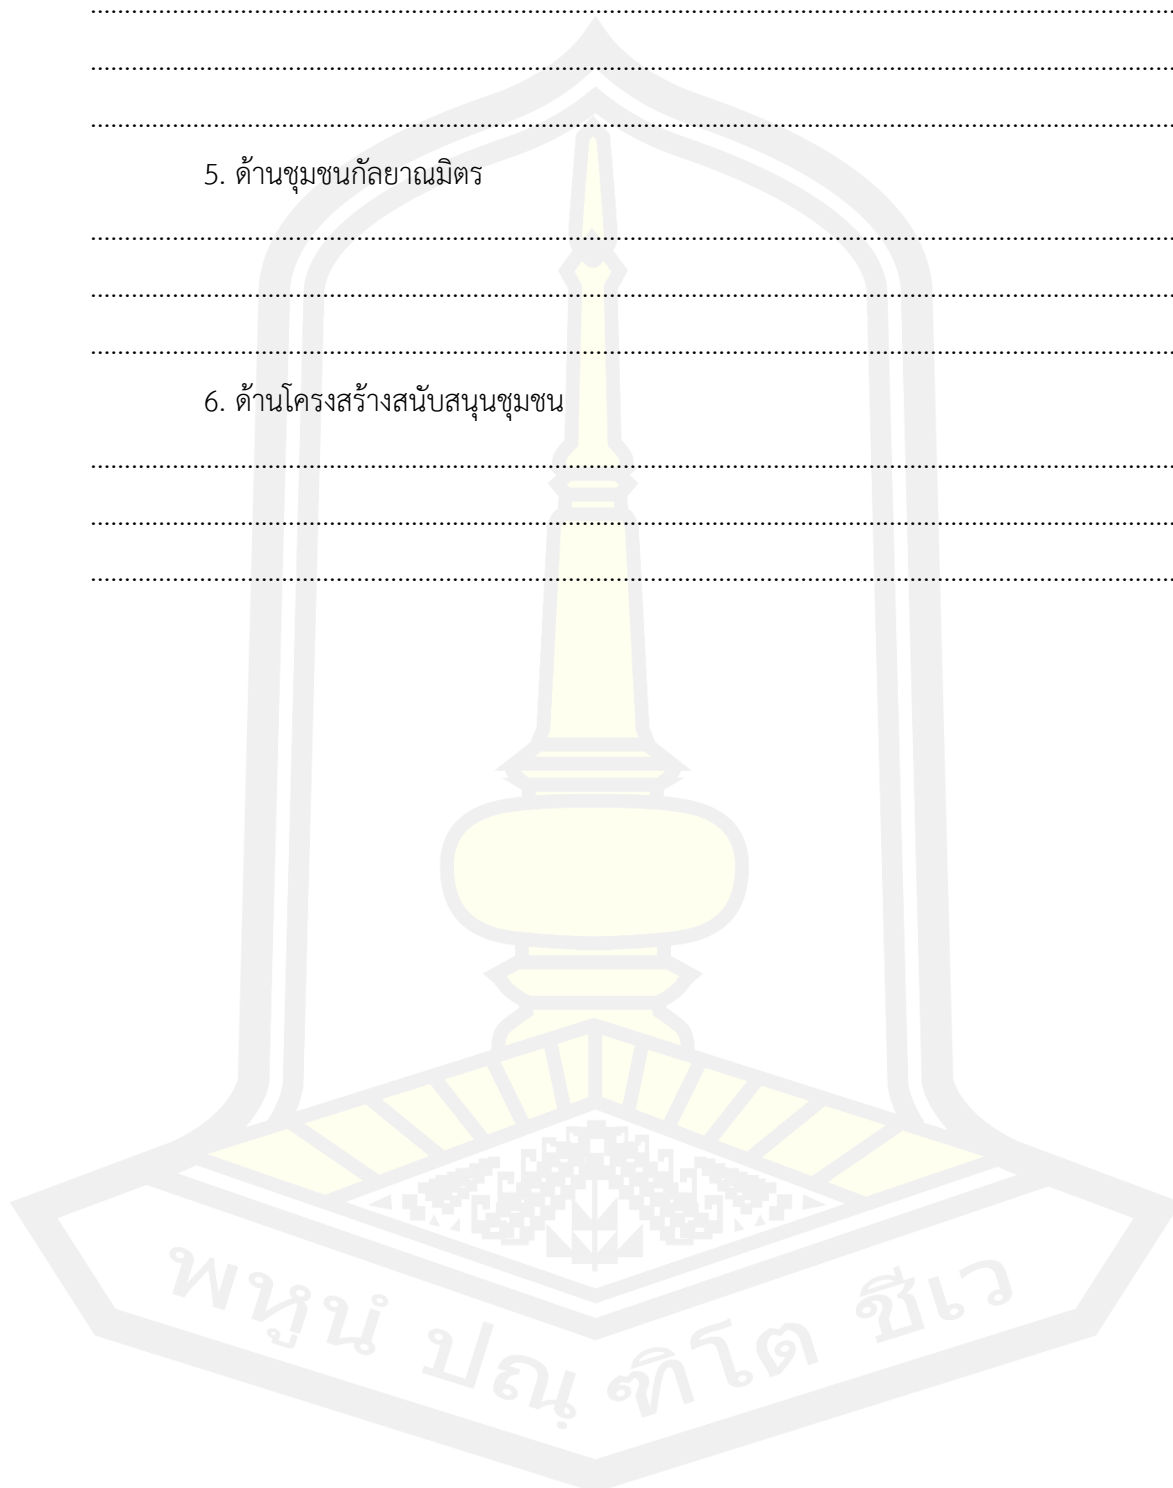 5. ด้านชุมชนกัลยาณมิตร
6. ด้านโครงสร้างสนับสนุนชุมชน
พหูนํ ปณฺฑิโต ชีเว